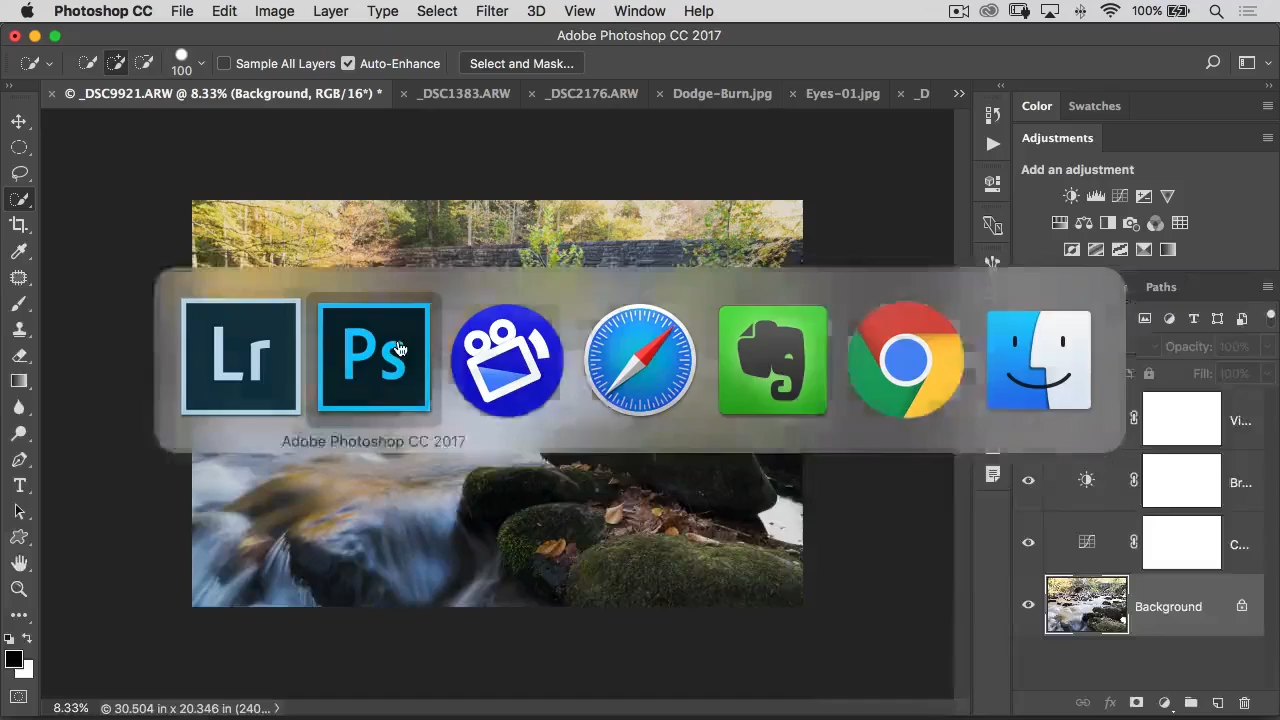 Photoshop CC File Edit Image Layer Type Select Filter 3D View Window Help 100%
Adobe Photoshop CC 2017
100 Sample All Layers Auto-Enhance Select and Mask...
© _DSC9921.ARW @ 8.33% (Background, RGB/16*) * _DSC1383.ARW _DSC2176.ARW Dodge-Burn.jpg Eyes-01.jpg _D
Color Swatches
Adjustments
Add an adjustment
Paths
Opacity: 100%
Fill: 100%
Lr Ps
Adobe Photoshop CC 2017
Vi...
Br...
C...
Background
8.33% © 30.504 in x 20.346 in (240...